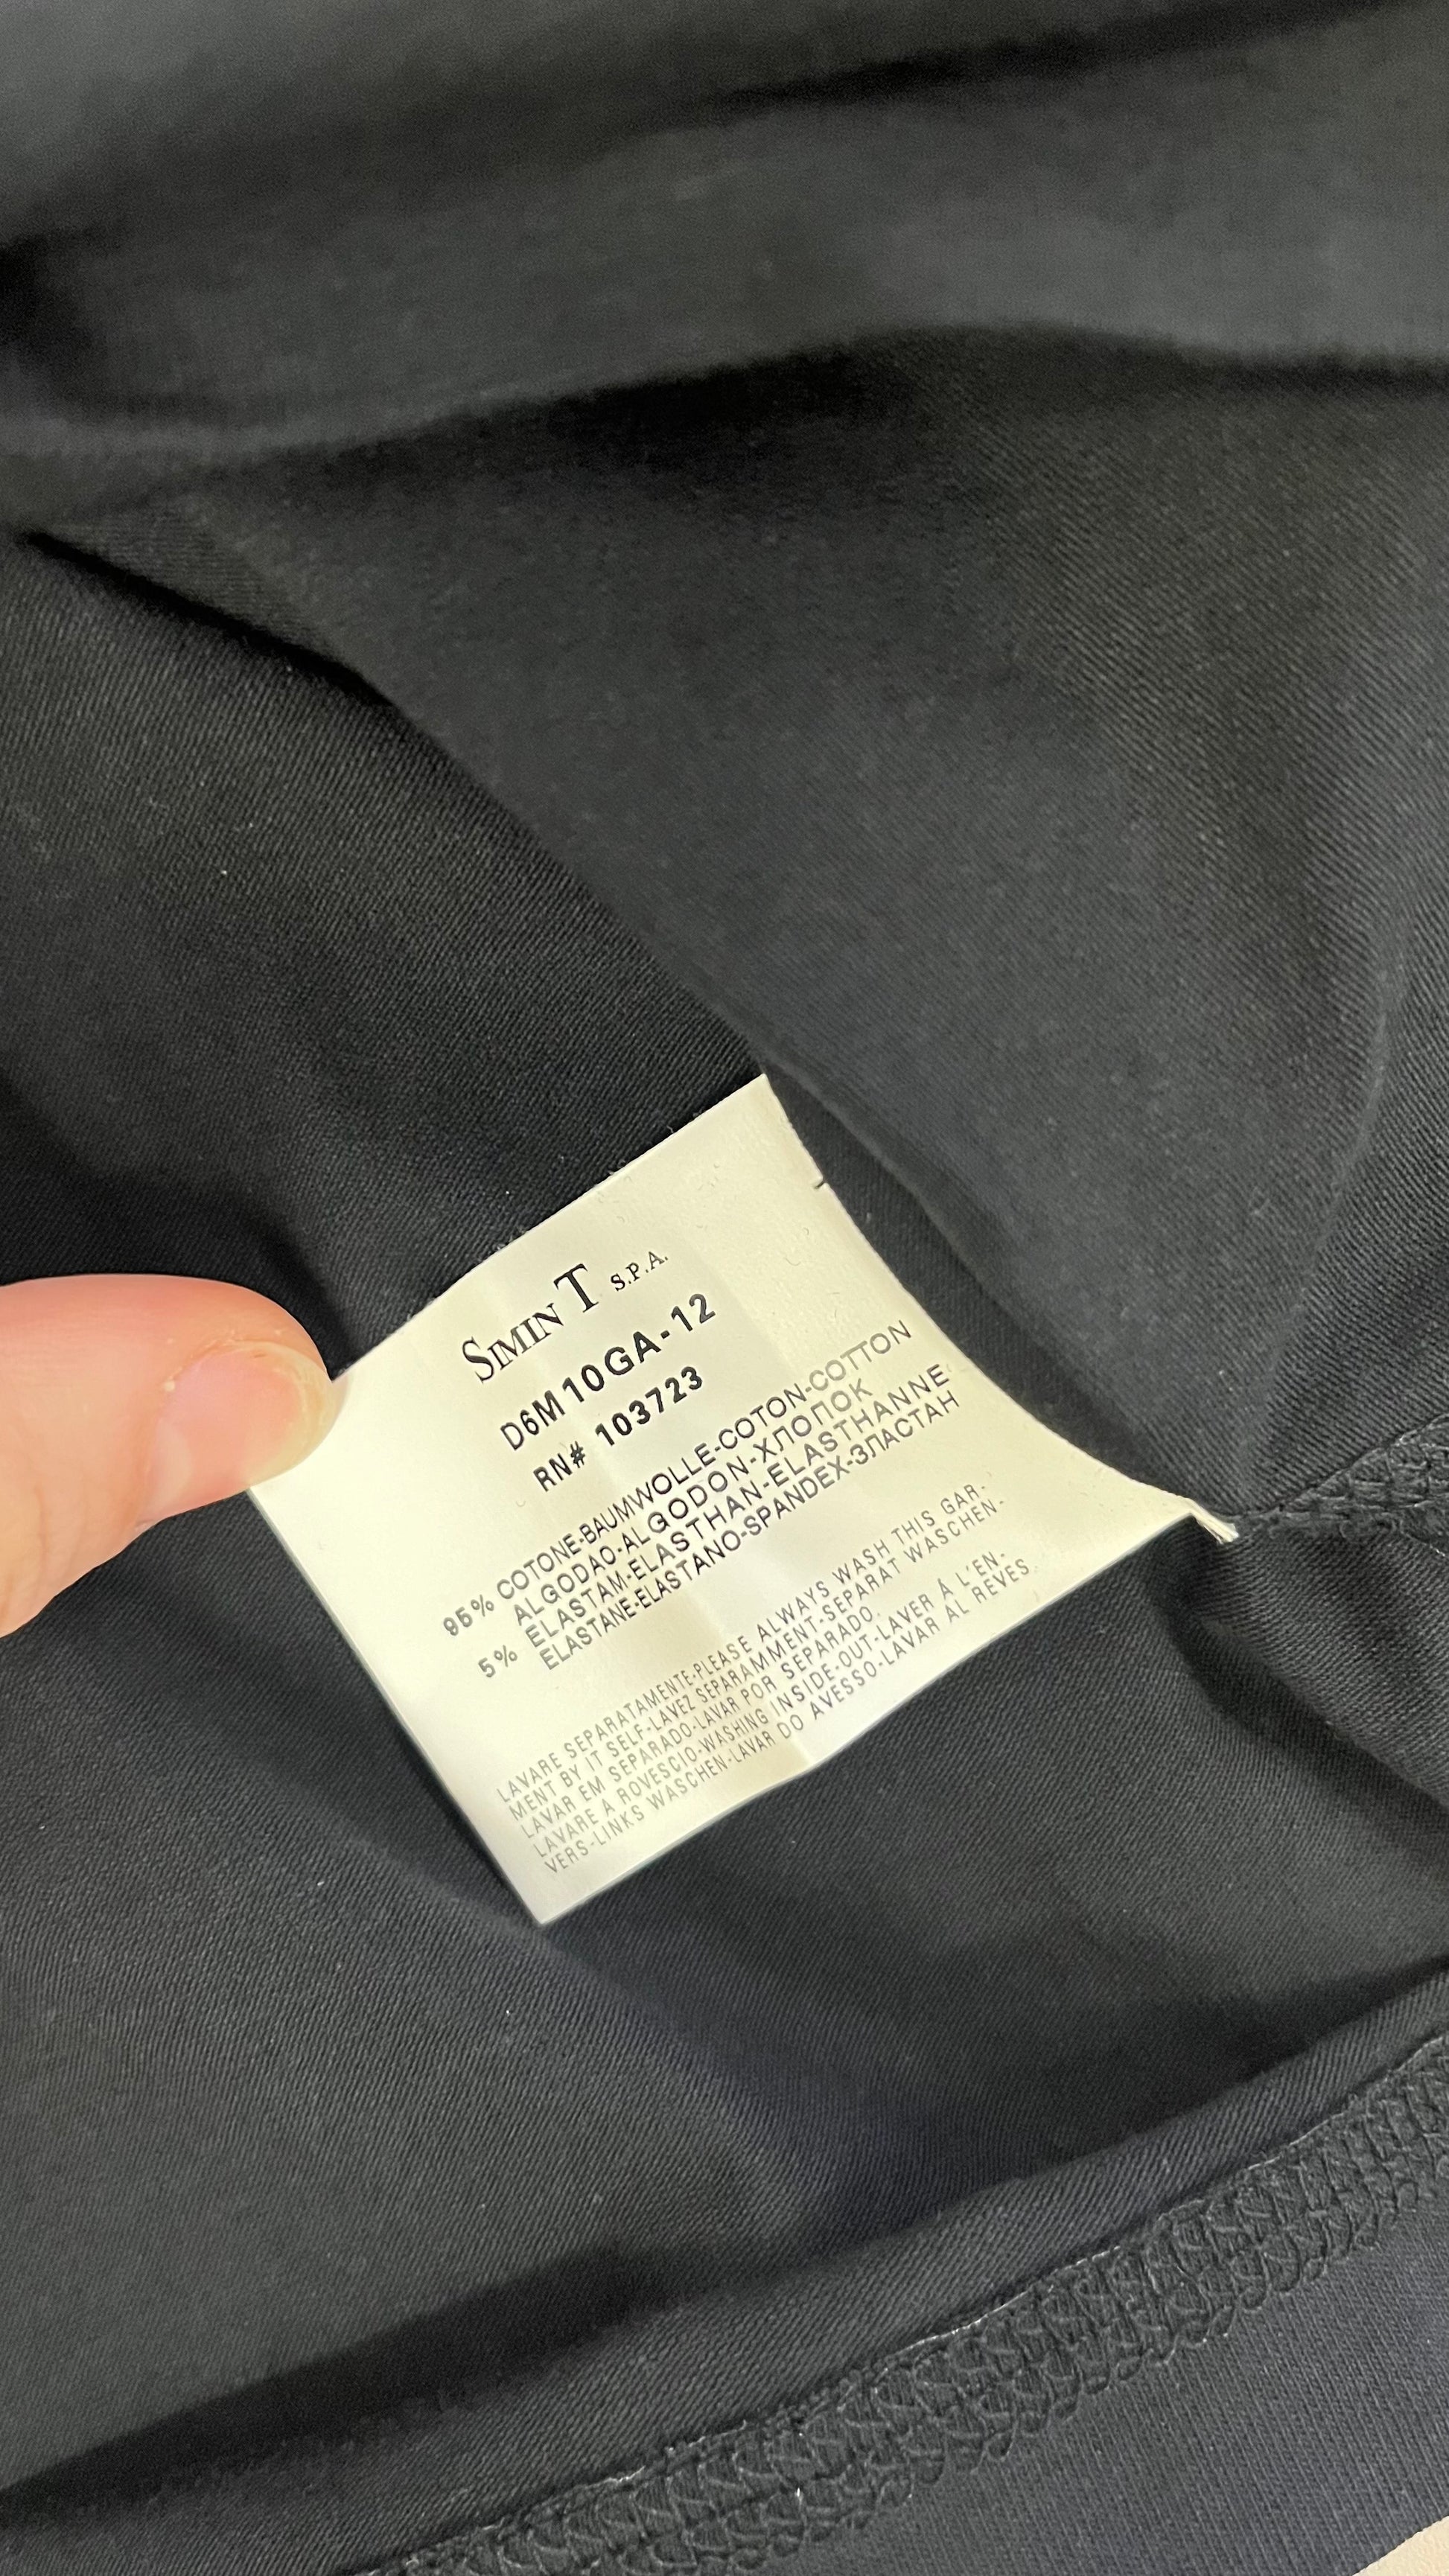 SIMIN T S.P.A.
D6M10GA-12
RN# 103723
95% COTONE-BAUMWOLLE-COTON-COTTON
ALGODAO-ALGODON-ХЛОПОК
5% ELASTAM-ELASTHAN-ELASTHANNE
ELASTANE-ELASTANO-SPANDEX-ЗЛАСТАН
LAVARE SEPARATAMENTE-PLEASE ALWAYS WASH THIS GAR-
MENT BY IT SELF-LAVEZ SEPARAMMENT-SEPARAT WASCHEN-
LAVAR EM SEPARADO-LAVAR POR SEPARADO.
LAVARE A ROVESCIO-WASHING INSIDE-OUT-LAVER Á L'EN-
VERS-LINKS WASCHEN-LAVAR DO AVESSO-LAVAR AL REVES.